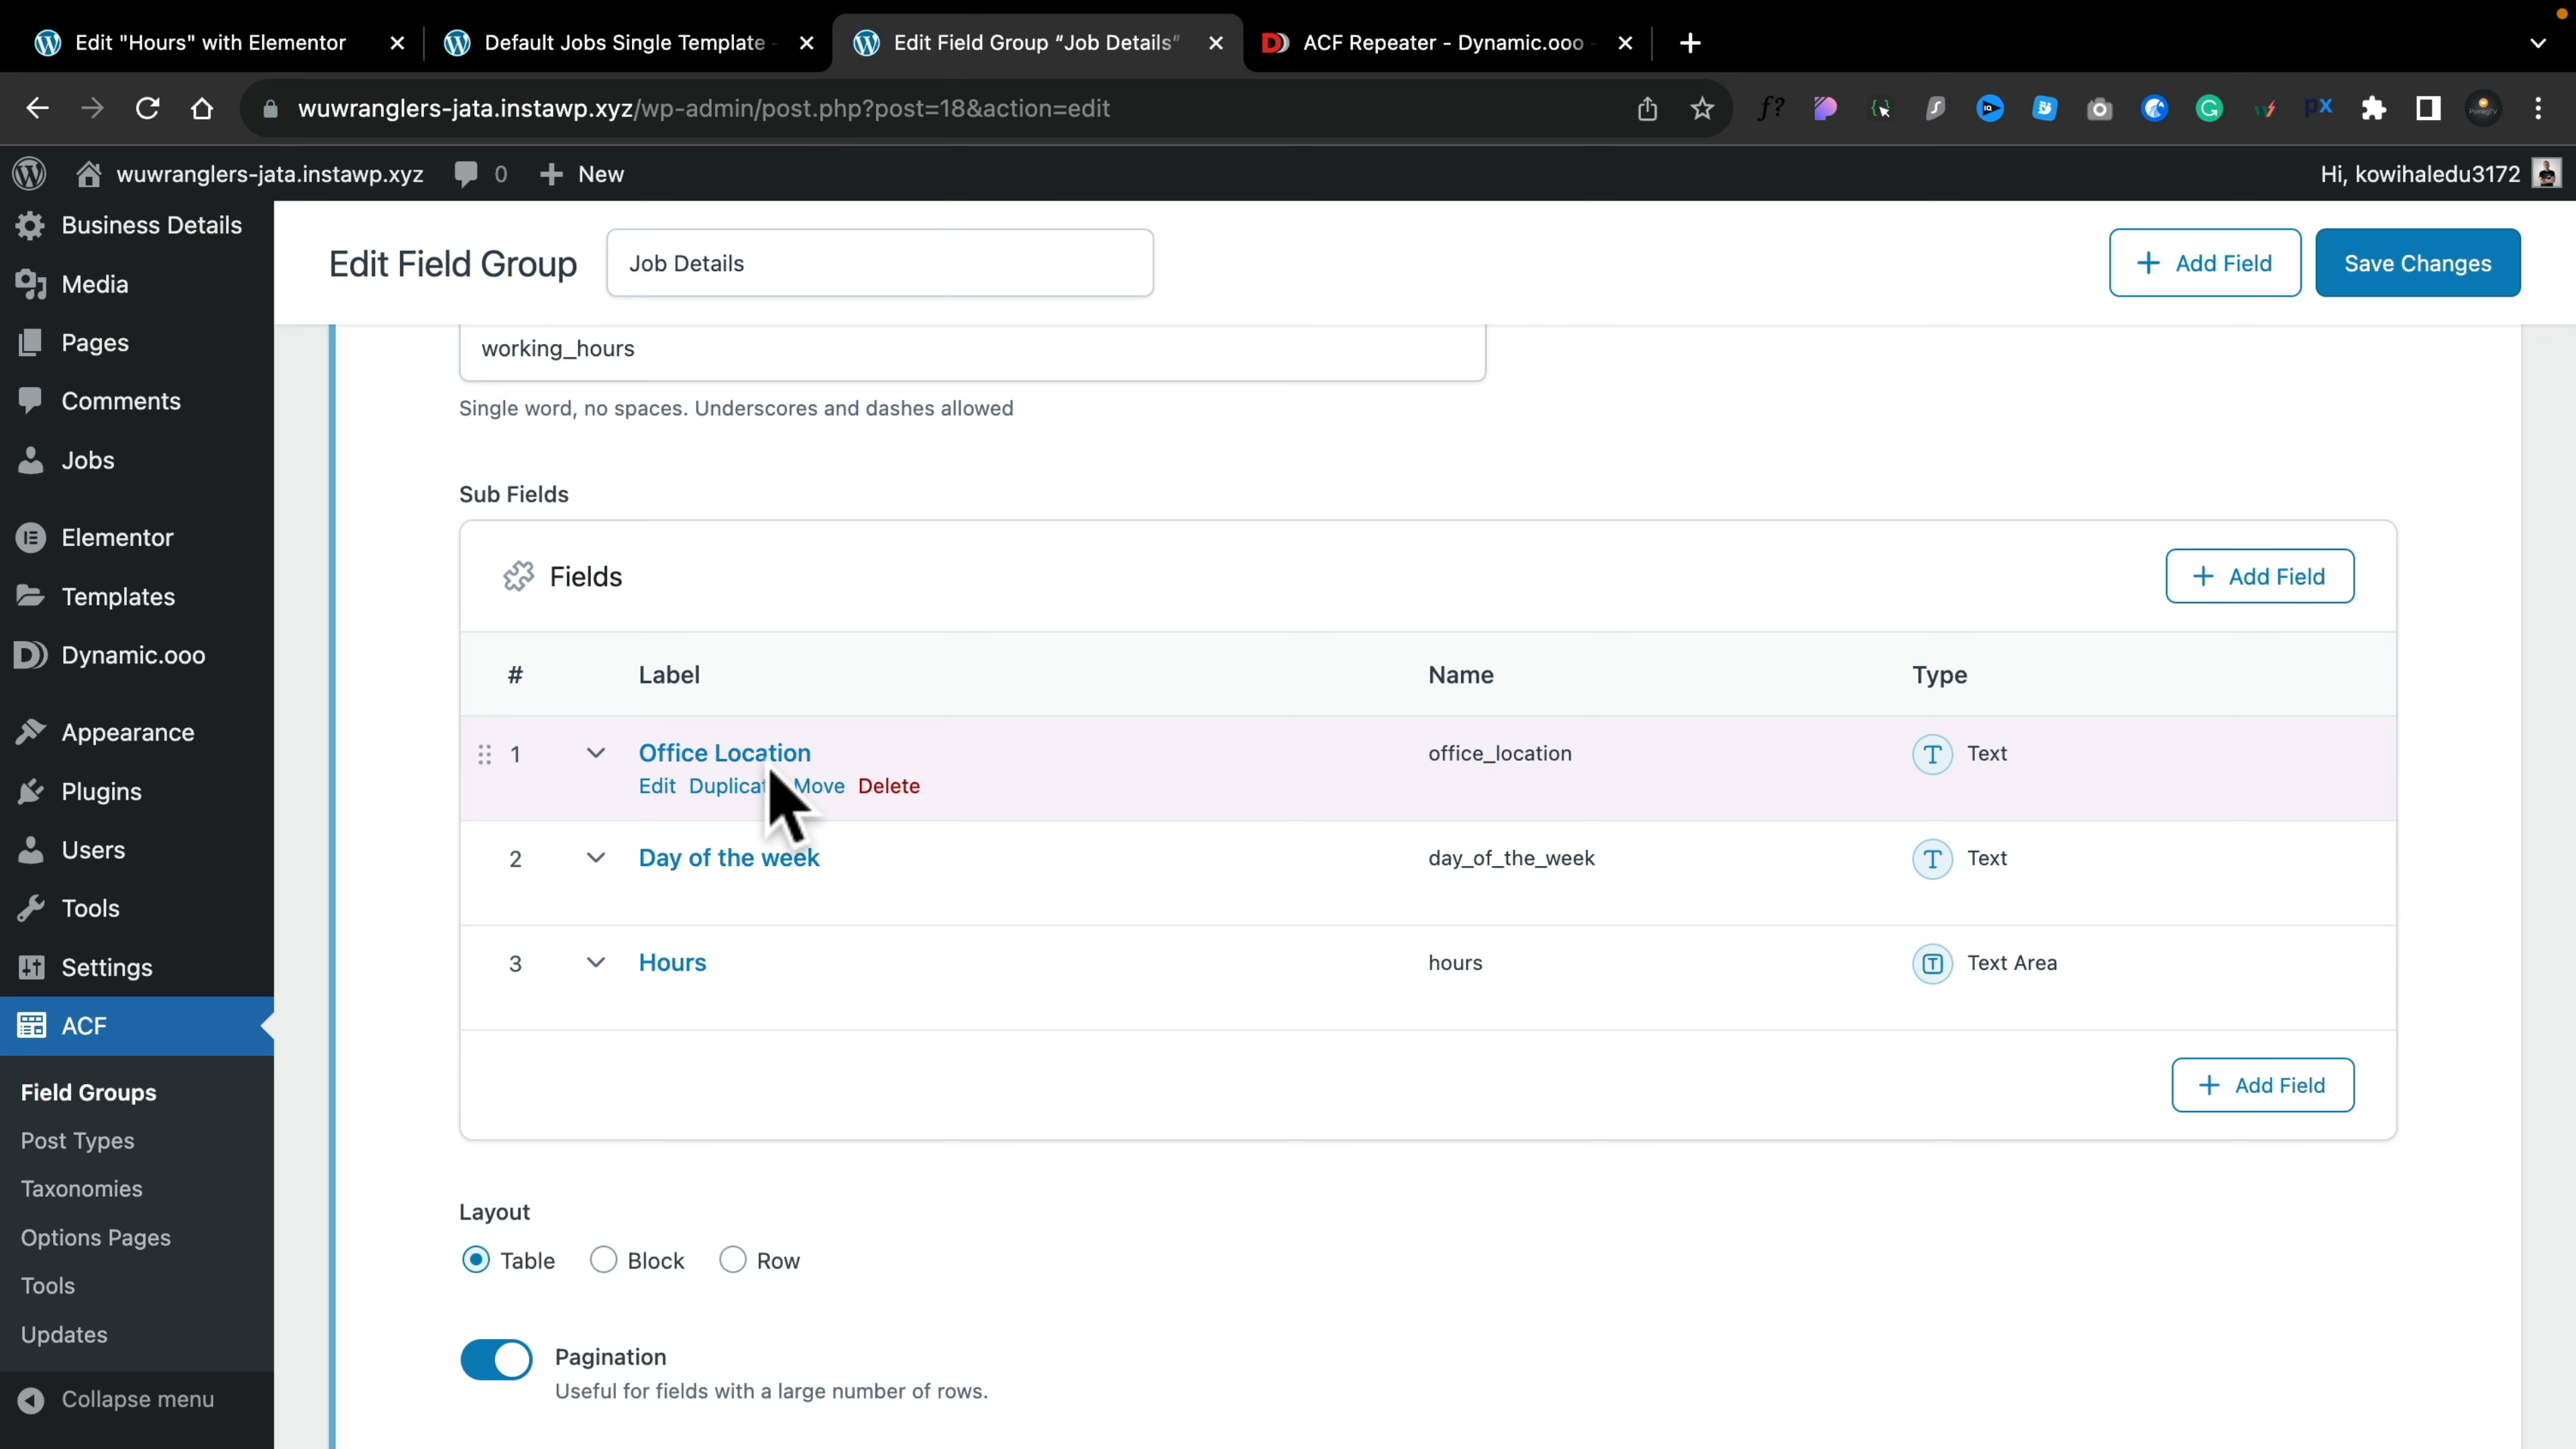 Edit "Hours" with Elementor
Default Jobs Single Template -
Edit Field Group “Job Details”
ACF Repeater - Dynamic.ooo -
wuwranglers-jata.instawp.xyz/wp-admin/post.php?post=18&action=edit
wuwranglers-jata.instawp.xyz
0
New
Hi, kowihaledu3172
Business Details
Media
Pages
Comments
Jobs
Elementor
Templates
Dynamic.ooo
Appearance
Plugins
Users
Tools
Settings
ACF
Field Groups
Post Types
Taxonomies
Options Pages
Tools
Updates
Collapse menu
Edit Field Group
Job Details
+ Add Field
Save Changes
working_hours
Single word, no spaces. Underscores and dashes allowed
Sub Fields
Fields
+ Add Field
# Label Name Type
1 Office Location office_location T Text
Edit Duplicat Move Delete
2 Day of the week day_of_the_week T Text
3 Hours hours T Text Area
+ Add Field
Layout
Table Block Row
Pagination
Useful for fields with a large number of rows.